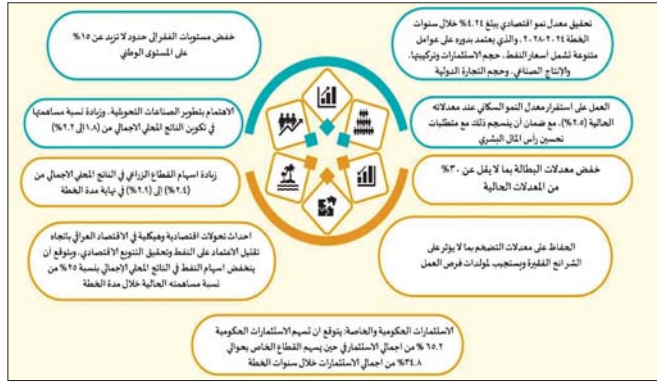 تحقيق معدل نمو اقتصادي يبلغ ٤.٢٤% خلال سنوات
الخطة ٢٠٢٤-٢٠٢٨، والذي يعتمد بدوره على عوامل
متنوعة تشمل أسعار النفط، حجم الاستثمارات وتركيبتها،
والإنتاج الصناعي، وحجم التجارة الدولية
خفض مستويات الفقر إلى حدود لا تزيد عن ١٥%
على المستوى الوطني
العمل على استقرار معدل النمو السكاني عند معدلاته
الحالية (٢.٥%)، مع ضمان أن ينسجم ذلك مع متطلبات
تحسين رأس المال البشري
الاهتمام بتطوير الصناعات التحويلية، وزيادة نسبة مساهمتها
في تكوين الناتج المحلي الاجمالي من (١.٨ إلى ٢.٢%)
خفض معدلات البطالة بما لا يقل عن ٣٠%
من المعدلات الحالية
زيادة اسهام القطاع الزراعي في الناتج المحلي الاجمالي من
(٢.٤%) إلى (٢.٦%) في نهاية مدة الخطة
الحفاظ على معدلات التضخم بما لا يؤثر على
الشرائح الفقيرة ويستجيب لمولدات فرص العمل
احداث تحولات اقتصادية وهيكلية في الاقتصاد العراقي باتجاه
تقليل الاعتماد على النفط وتحقيق التنويع الاقتصادي، ويتوقع أن
ينخفض اسهام النفط في الناتج المحلي الإجمالي بنسبة ٢٥% من
نسبة مساهمته الحالية خلال مدة الخطة
الاستثمارات الحكومية والخاصة: يتوقع ان تسهم الاستثمارات الحكومية
٦٥.٢% من اجمالي الاستثمار في حين يسهم القطاع الخاص بحوالي
٣٤.٨% من اجمالي الاستثمارات خلال سنوات الخطة